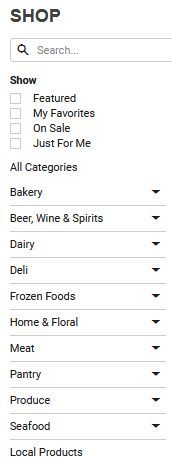 SHOP
Search...
Show
Featured
My Favorites
On Sale
Just For Me
All Categories
Bakery
Beer, Wine & Spirits
Dairy
Deli
Frozen Foods
Home & Floral
Meat
Pantry
Produce
Seafood
Local Products